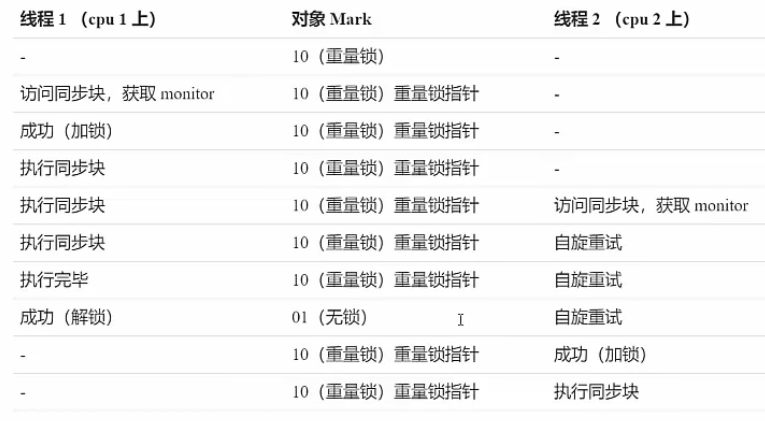 线程 1 （cpu 1 上） 对象 Mark 线程 2 （cpu 2 上）
- 10（重量锁） -
访问同步块，获取 monitor 10（重量锁）重量锁指针 -
成功（加锁） 10（重量锁）重量锁指针 -
执行同步块 10（重量锁）重量锁指针 -
执行同步块 10（重量锁）重量锁指针 访问同步块，获取 monitor
执行同步块 10（重量锁）重量锁指针 自旋重试
执行完毕 10（重量锁）重量锁指针 自旋重试
成功（解锁） 01（无锁） 自旋重试
- 10（重量锁）重量锁指针 成功（加锁）
- 10（重量锁）重量锁指针 执行同步块